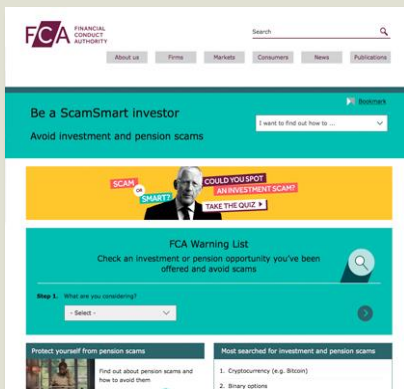 FCA FINANCIAL
CONDUCT
AUTHORITY
Search
About us
Firms
Markets
Consumers
News
Publications
Bookmark
Be a ScamSmart investor
I want to find out how to ...
Avoid investment and pension scams
SCAM
OR
SMART?
COULD YOU SPOT
AN INVESTMENT SCAM?
TAKE THE QUIZ
FCA Warning List
Check an investment or pension opportunity you've been
offered and avoid scams
Step 1. What are you considering?
- Select -
Protect yourself from pension scams
Find out about pension scams and
how to avoid them
Most searched for investment and pension scams
1. Cryptocurrency (e.g. Bitcoin)
2. Binary options